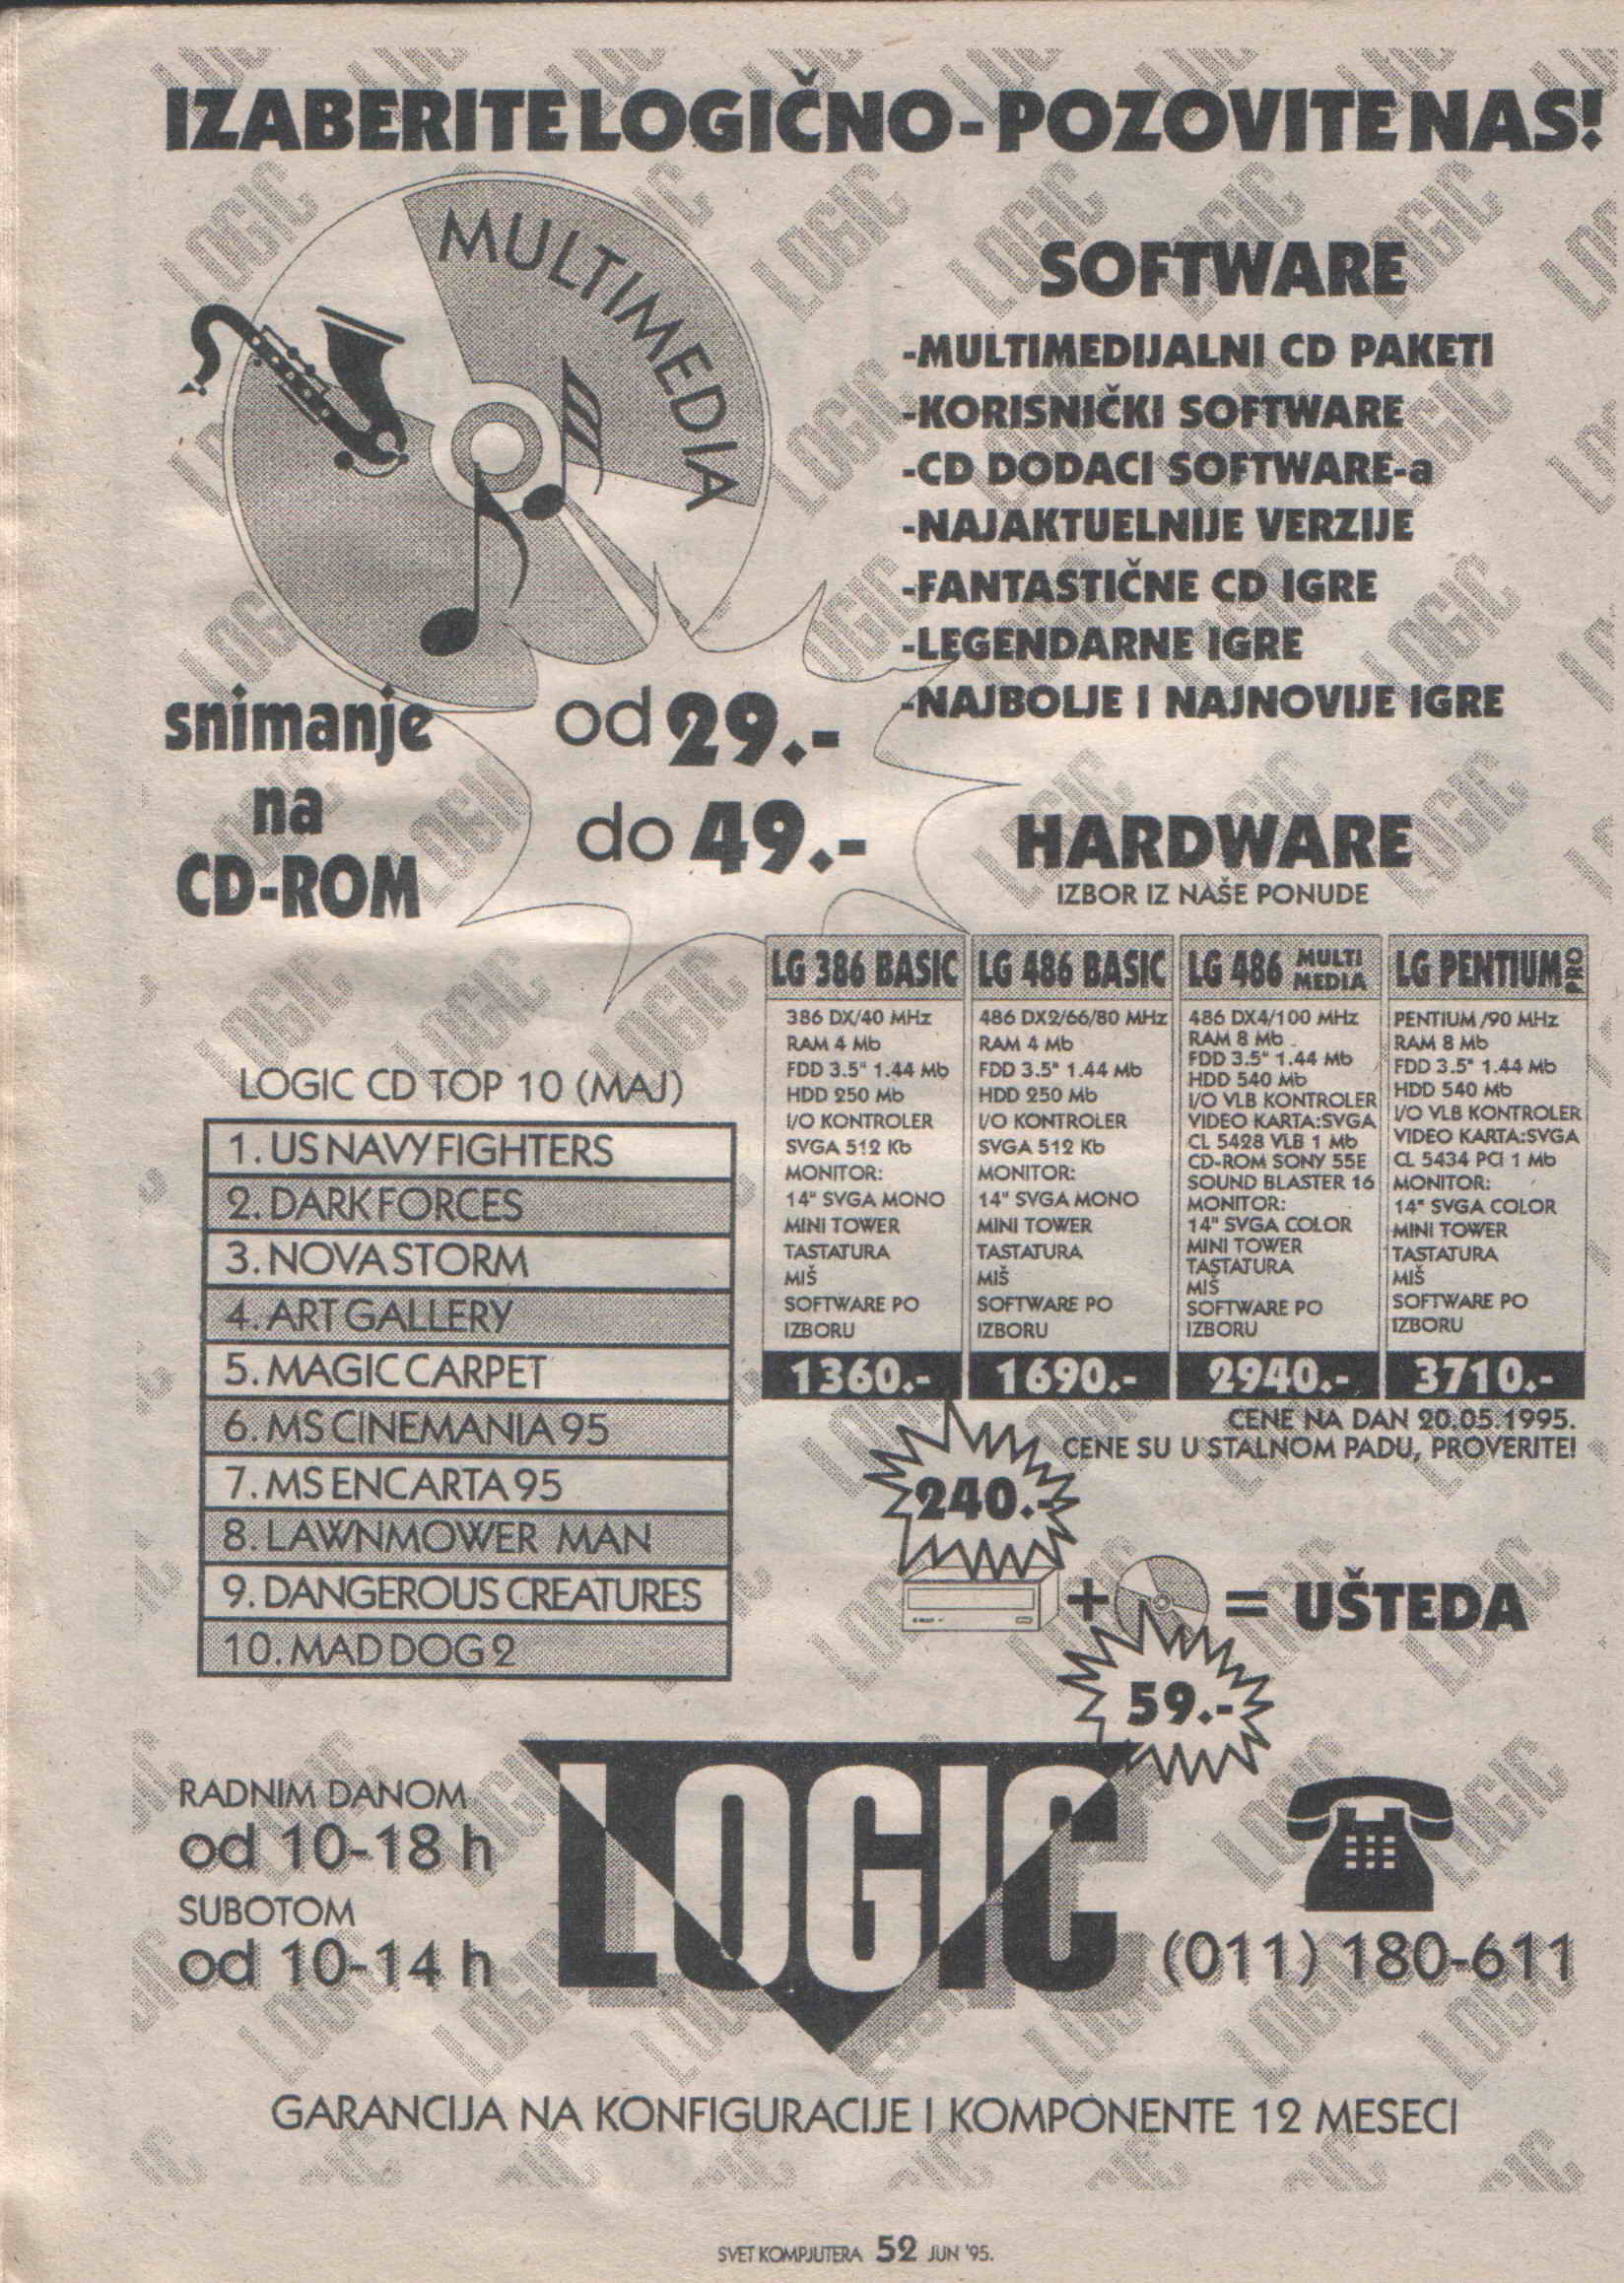 IZABERITE LOGIČNO - POZOVITE NAS!
MULTIMEDIA
SOFTWARE
-MULTIMEDIJALNI CD PAKETI
-KORISNIČKI SOFTWARE
-CD DODACI SOFTWARE-a
-NAJAKTUELNIJE VERZIJE
-FANTASTIČNE CD IGRE
-LEGENDARNE IGRE
-NAJBOLJE I NAJNOVIJE IGRE
snimanje
na
CD-ROM
od 29.-
do 49.-
HARDWARE
IZBOR IZ NAŠE PONUDE
LG 386 BASIC
386 DX/40 MHz
RAM 4 Mb
FDD 3.5" 1.44 Mb
HDD 250 Mb
I/O KONTROLER
SVGA 512 Kb
MONITOR:
14" SVGA MONO
MINI TOWER
TASTATURA
MIŠ
SOFTWARE PO
IZBORU
1360.-
LG 486 BASIC
486 DX2/66/80 MHz
RAM 4 Mb
FDD 3.5" 1.44 Mb
HDD 250 Mb
I/O KONTROLER
SVGA 512 Kb
MONITOR:
14" SVGA MONO
MINI TOWER
TASTATURA
MIŠ
SOFTWARE PO
IZBORU
1690.-
LG 486 MULTI MEDIA
486 DX4/100 MHz
RAM 8 Mb
FDD 3.5" 1.44 Mb
HDD 540 Mb
I/O VLB KONTROLER
VIDEO KARTA:SVGA
CL 5428 VLB 1 Mb
CD-ROM SONY 55E
SOUND BLASTER 16
MONITOR:
14" SVGA COLOR
MINI TOWER
TASTATURA
MIŠ
SOFTWARE PO
IZBORU
2940.-
LG PENTIUM PRO
PENTIUM /90 MHz
RAM 8 Mb
FDD 3.5" 1.44 Mb
HDD 540 Mb
I/O VLB KONTROLER
VIDEO KARTA:SVGA
CL 5434 PCI 1 Mb
MONITOR:
14" SVGA COLOR
MINI TOWER
TASTATURA
MIŠ
SOFTWARE PO
IZBORU
3710.-
CENE NA DAN 20.05.1995.
CENE SU U STALNOM PADU, PROVERITE!
LOGIC CD TOP 10 (MAJ)
1. US NAVY FIGHTERS
2. DARK FORCES
3. NOVASTORM
4. ART GALLERY
5. MAGIC CARPET
6. MS CINEMANIA 95
7. MS ENCARTA 95
8. LAWNMOWER MAN
9. DANGEROUS CREATURES
10. MAD DOG 2
240.-
+ = UŠTEDA
59.-
RADNIM DANOM
od 10-18 h
SUBOTOM
od 10-14 h
LOGIC
(011) 180-611
GARANCIJA NA KONFIGURACIJE I KOMPONENTE 12 MESECI
SVET KOMPJUTERA 52 JUN '95.